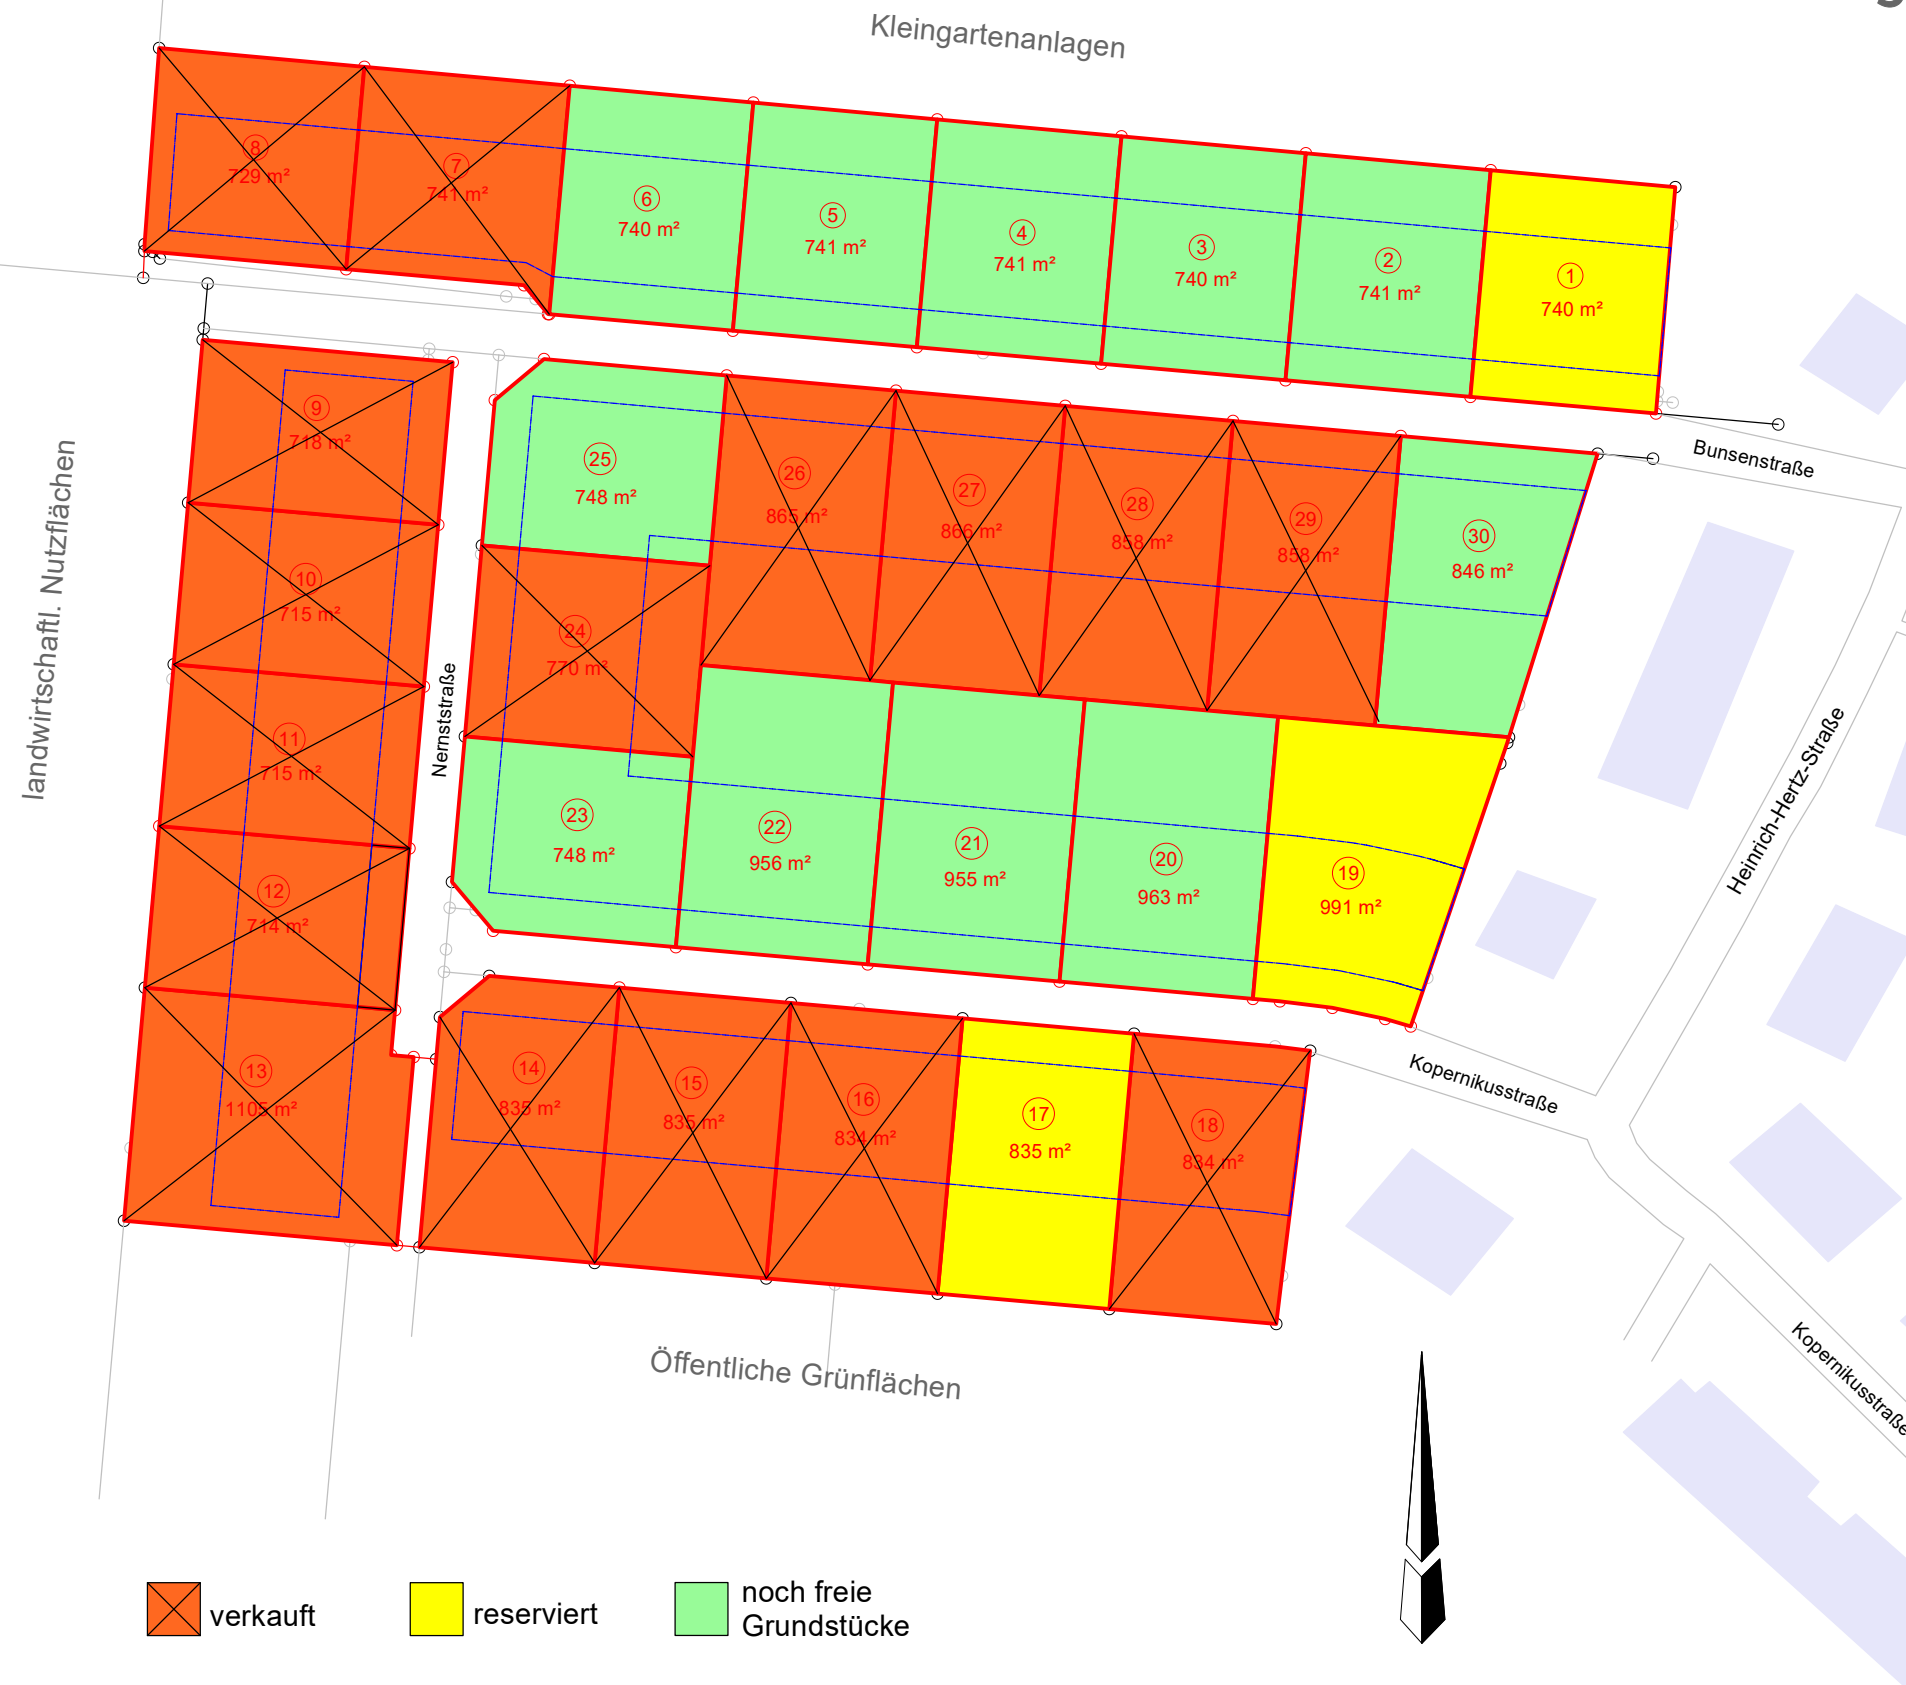 Kleingartenanlagen
8
729 m²
7
741 m²
6
740 m²
5
741 m²
4
741 m²
3
740 m²
2
741 m²
1
740 m²
Bunsenstraße
landwirtschaftl. Nutzflächen
9
718 m²
10
715 m²
11
715 m²
12
714 m²
13
1105 m²
Nernststraße
25
748 m²
26
865 m²
27
866 m²
28
858 m²
29
858 m²
30
846 m²
24
770 m²
23
748 m²
22
956 m²
21
955 m²
20
963 m²
19
991 m²
Heinrich-Hertz-Straße
Kopernikusstraße
14
835 m²
15
835 m²
16
834 m²
17
835 m²
18
834 m²
Kopernikusstraße
Öffentliche Grünflächen
verkauft
reserviert
noch freie
Grundstücke